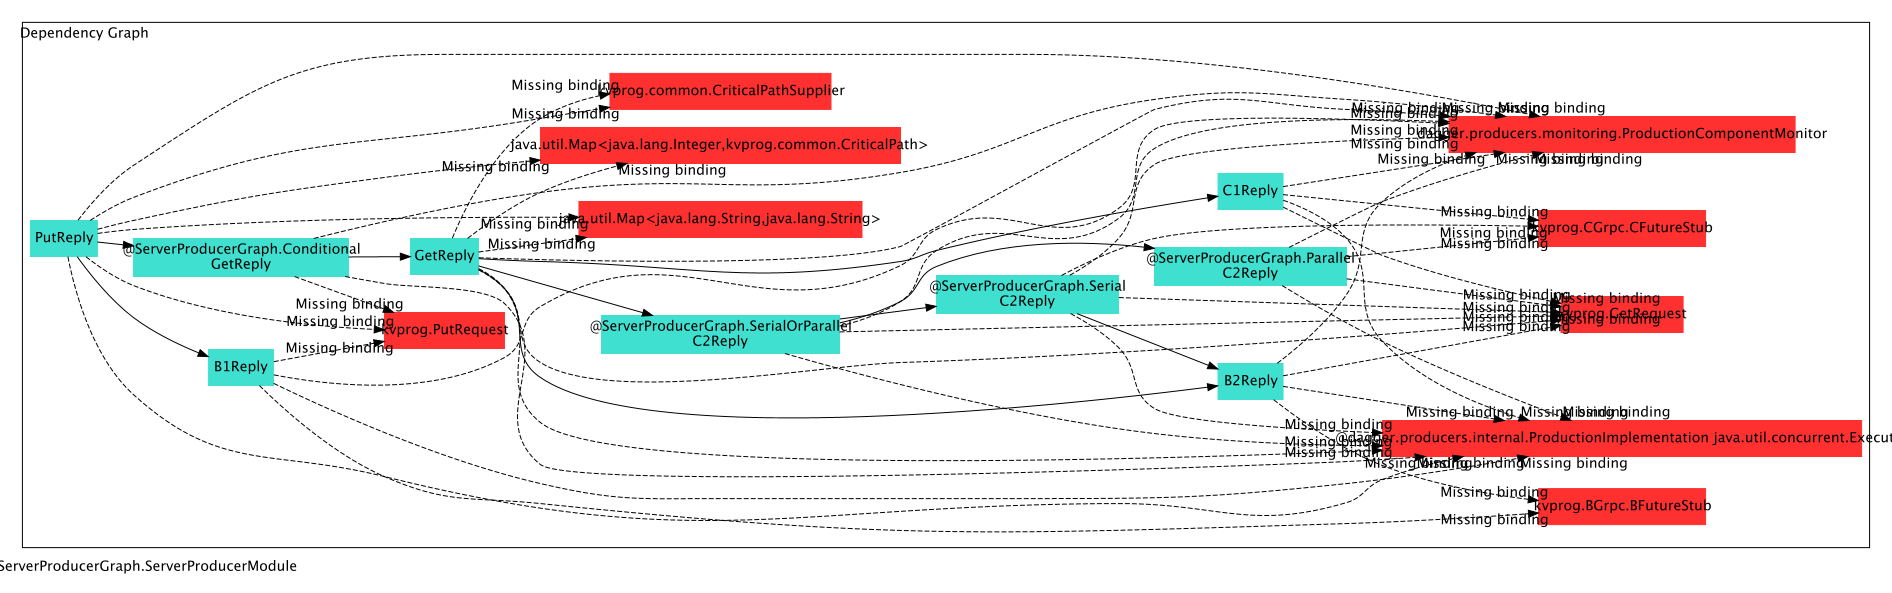 Dependency Graph
Missing binding
kvprog.common.CriticalPathSupplier
Missing binding
java.util.Map<java.lang.Integer,kvprog.common.CriticalPath>
Missing binding
Missing binding
java.util.Map<java.lang.String,java.lang.String>
Missing binding
Missing binding
Missing binding
Missing binding
Missing binding
Missing binding
Missing binding
Missing binding
dagger.producers.monitoring.ProductionComponentMonitor
Missing binding
Missing binding
Missing binding
C1Reply
Missing binding
kvprog.CGrpc.CFutureStub
Missing binding
Missing binding
PutReply
@ServerProducerGraph.Conditional
GetReply
GetReply
@ServerProducerGraph.Parallel
C2Reply
@ServerProducerGraph.Serial
C2Reply
Missing binding
Missing binding
kvprog.PutRequest
Missing binding
@ServerProducerGraph.SerialOrParallel
C2Reply
Missing binding
Missing binding
Missing binding
kvprog.GetRequest
Missing binding
Missing binding
Missing binding
B1Reply
B2Reply
Missing binding
Missing binding
Missing binding
Missing binding
@dagger.producers.internal.ProductionImplementation java.util.concurrent.Execut
Missing binding
Missing binding
Missing binding
Missing binding
Missing binding
Missing binding
kvprog.BGrpc.BFutureStub
Missing binding
ServerProducerGraph.ServerProducerModule